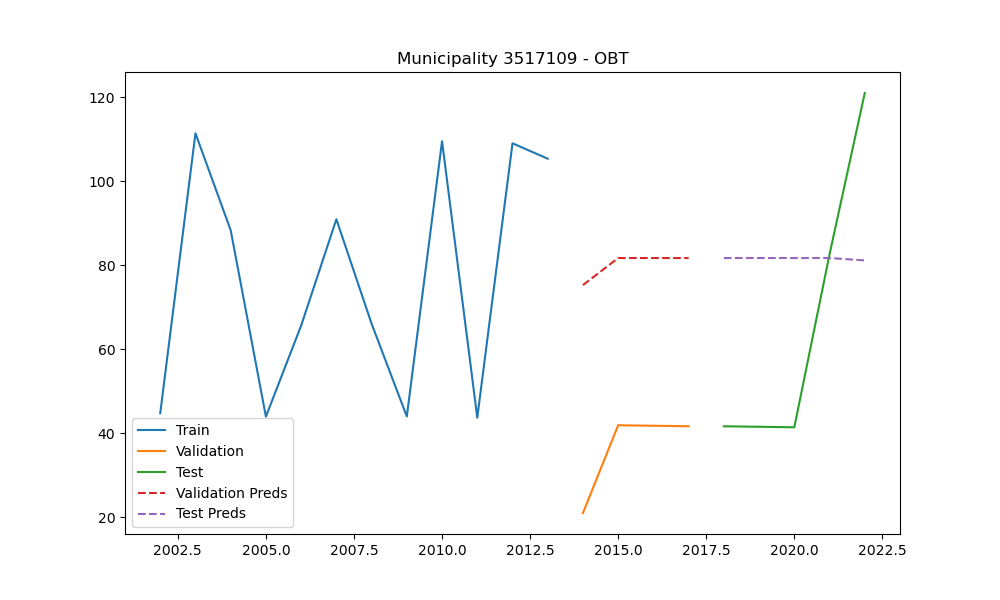 Municipality 3517109 - OBT
120
100
80
60
40
20
Train
Validation
Test
Validation Preds
Test Preds
2002.5 2005.0 2007.5 2010.0 2012.5 2015.0 2017.5 2020.0 2022.5